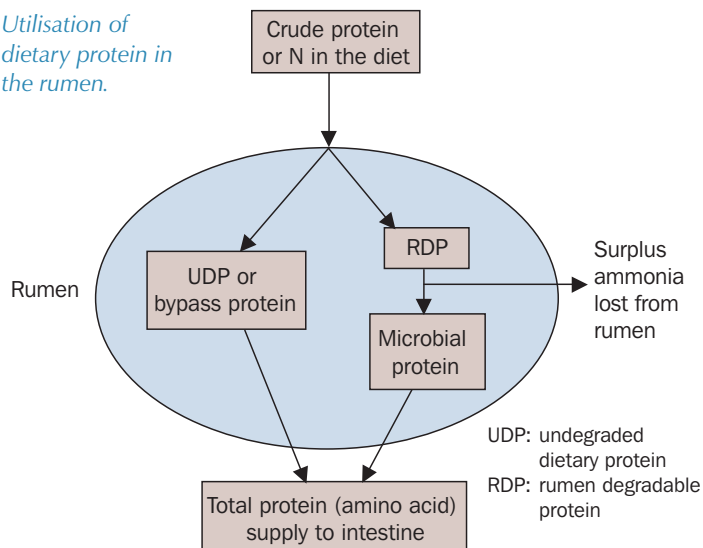 Utilisation of
dietary protein in
the rumen.
Crude protein
or N in the diet
Rumen
UDP or
bypass protein
RDP
Surplus
ammonia
lost from
rumen
Microbial
protein
UDP: undegraded
dietary protein
RDP: rumen degradable
protein
Total protein (amino acid)
supply to intestine